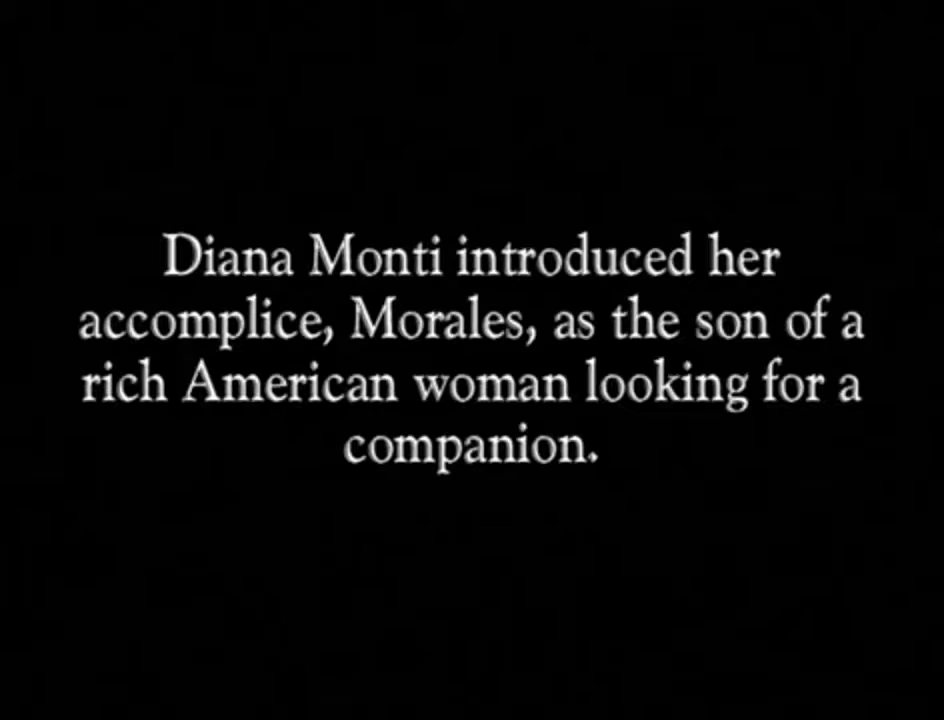 Diana Monti introduced her
accomplice, Morales, as the son of a
rich American woman looking for a
companion.